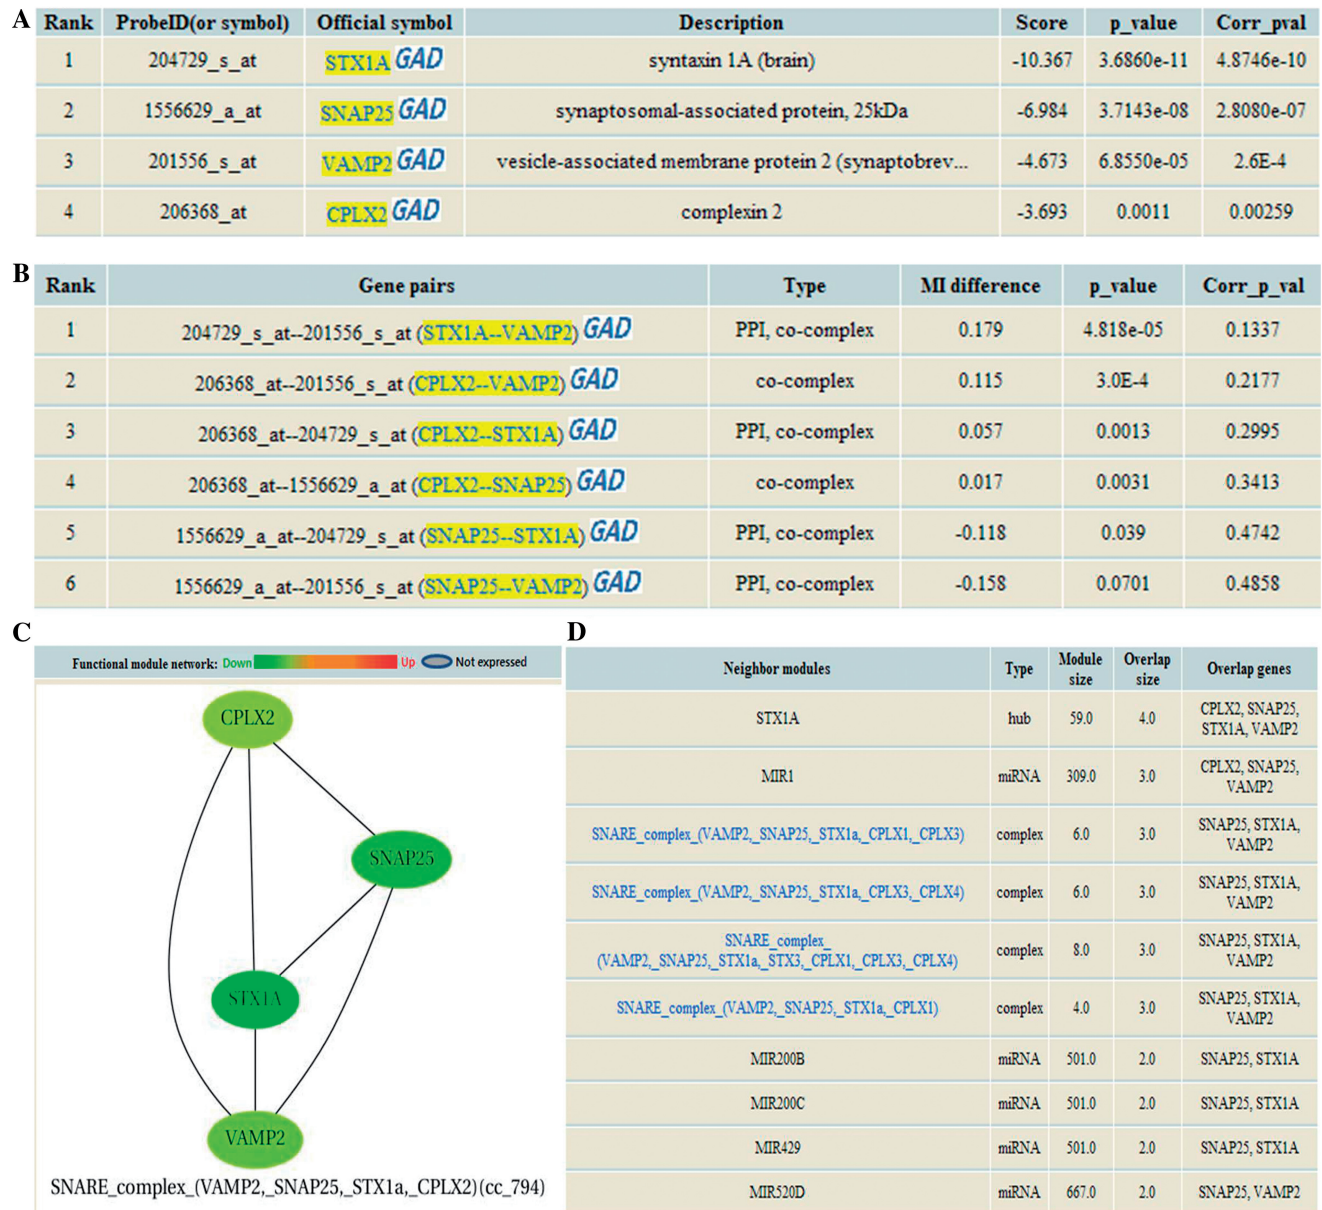 A
Rank ProbeID(or symbol) Official symbol Description Score p_value Corr_pval
1 204729_s_at STX1A GAD syntaxin 1A (brain) -10.367 3.6860e-11 4.8746e-10
2 1556629_a_at SNAP25 GAD synaptosomal-associated protein, 25kDa -6.984 3.7143e-08 2.8080e-07
3 201556_s_at VAMP2 GAD vesicle-associated membrane protein 2 (synaptobrev... -4.673 6.8550e-05 2.6E-4
4 206368_at CPLX2 GAD complexin 2 -3.693 0.0011 0.00259
B
Rank Gene pairs Type MI difference p_value Corr_p_val
1 204729_s_at--201556_s_at (STX1A--VAMP2) GAD PPI, co-complex 0.179 4.818e-05 0.1337
2 206368_at--201556_s_at (CPLX2--VAMP2) GAD co-complex 0.115 3.0E-4 0.2177
3 206368_at--204729_s_at (CPLX2--STX1A) GAD PPI, co-complex 0.057 0.0013 0.2995
4 206368_at--1556629_a_at (CPLX2--SNAP25) GAD co-complex 0.017 0.0031 0.3413
5 1556629_a_at--204729_s_at (SNAP25--STX1A) GAD PPI, co-complex -0.118 0.039 0.4742
6 1556629_a_at--201556_s_at (SNAP25--VAMP2) GAD PPI, co-complex -0.158 0.0701 0.4858
C
Functional module network: Down Up Not expressed
CPLX2
SNAP25
STX1A
VAMP2
SNARE_complex_(VAMP2,_SNAP25,_STX1a,_CPLX2)(cc_794)
D
Neighbor modules Type Module size Overlap size Overlap genes
STX1A hub 59.0 4.0 CPLX2, SNAP25,
STX1A, VAMP2
MIR1 miRNA 309.0 3.0 CPLX2, SNAP25,
VAMP2
SNARE_complex_(VAMP2,_SNAP25,_STX1a,_CPLX1,_CPLX3) complex 6.0 3.0 SNAP25, STX1A,
VAMP2
SNARE_complex_(VAMP2,_SNAP25,_STX1a,_CPLX3,_CPLX4) complex 6.0 3.0 SNAP25, STX1A,
VAMP2
SNARE_complex_
(VAMP2,_SNAP25,_STX1a,_STX3,_CPLX1,_CPLX3,_CPLX4) complex 8.0 3.0 SNAP25, STX1A,
VAMP2
SNARE_complex_(VAMP2,_SNAP25,_STX1a,_CPLX1) complex 4.0 3.0 SNAP25, STX1A,
VAMP2
MIR200B miRNA 501.0 2.0 SNAP25, STX1A
MIR200C miRNA 501.0 2.0 SNAP25, STX1A
MIR429 miRNA 501.0 2.0 SNAP25, STX1A
MIR520D miRNA 667.0 2.0 SNAP25, VAMP2